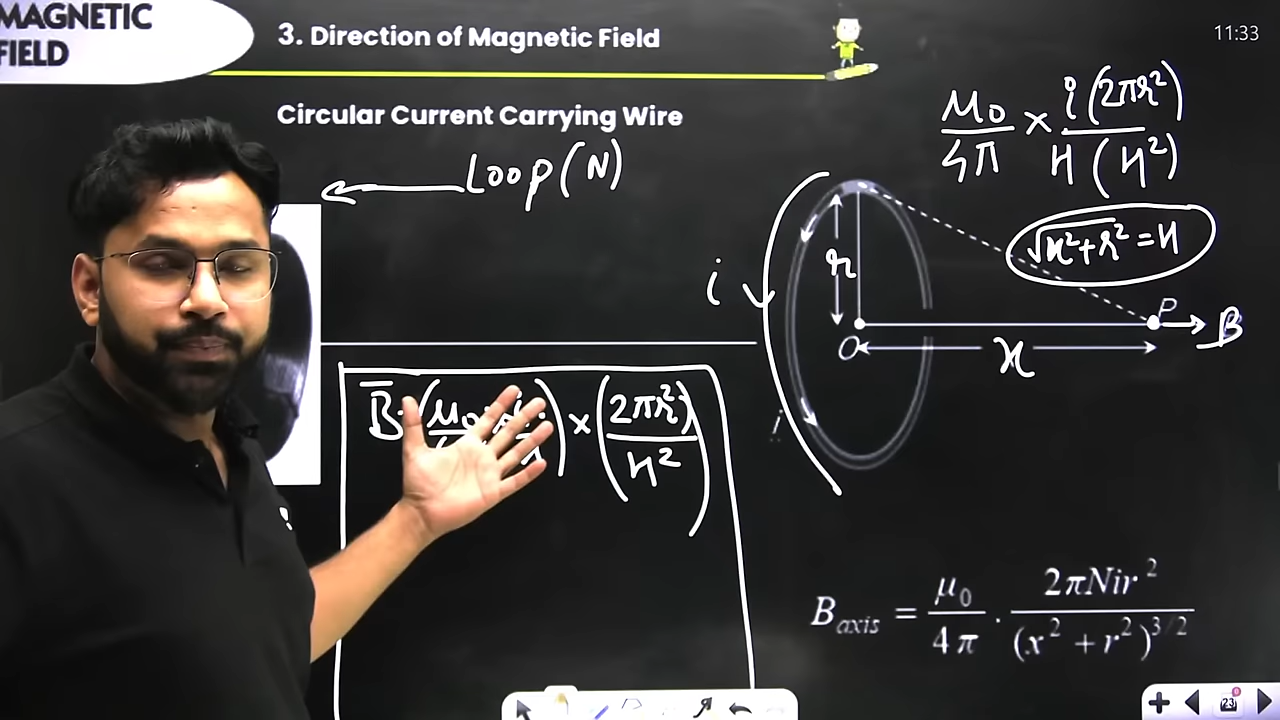 MAGNETIC
FIELD
3. Direction of Magnetic Field
11:33
Circular Current Carrying Wire
Loop (N)
μ₀/4π × i (2πr²)/H (H²)
√x²+r² = H
r
i
P
B
O
x
i
× (2πr²/H²)
B_axis = μ₀/4π · 2πNir²/(x² + r²)^3/2
23